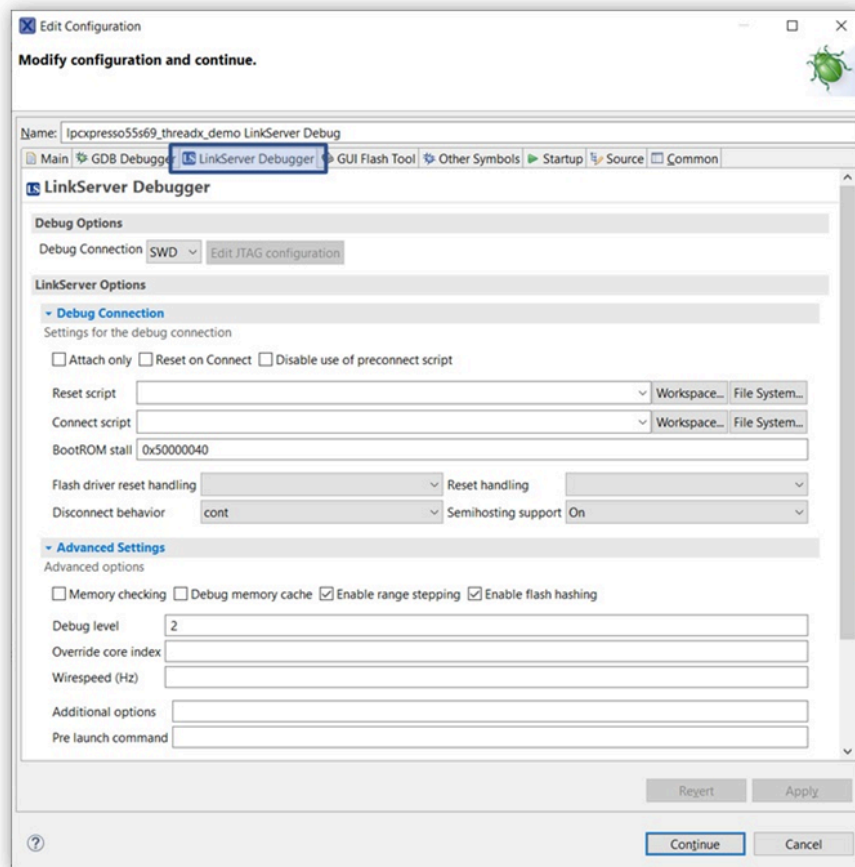 Edit Configuration
Modify configuration and continue.
Name: lpcxpresso55s69_threadx_demo LinkServer Debug
Main GDB Debugger LS LinkServer Debugger GUI Flash Tool Other Symbols Startup Source Common
LS LinkServer Debugger
Debug Options
Debug Connection SWD Edit JTAG configuration
LinkServer Options
Debug Connection
Settings for the debug connection
Attach only Reset on Connect Disable use of preconnect script
Reset script Workspace... File System...
Connect script Workspace... File System...
BootROM stall 0x50000040
Flash driver reset handling Reset handling
Disconnect behavior cont Semihosting support On
Advanced Settings
Advanced options
Memory checking Debug memory cache Enable range stepping Enable flash hashing
Debug level 2
Override core index
Wirespeed (Hz)
Additional options
Pre launch command
Revert Apply
? Continue Cancel